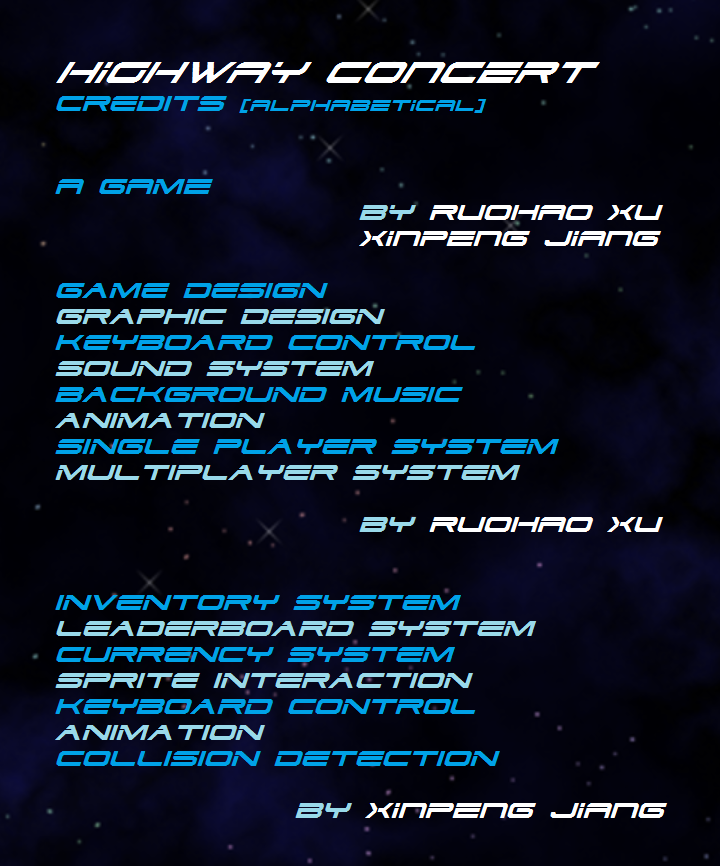 HiGHWAY CONCERT
CREDITS [ALPHABETiCAL]
A GAME
BY RUOHAO XU
XiNPENG JiANG
GAME DESIGN
GRAPHIC DESIGN
KEYBOARD CONTROL
SOUND SYSTEM
BACKGROUND MUSIC
ANIMATION
SINGLE PLAYER SYSTEM
MULTIPLAYER SYSTEM
BY RUOHAO XU
INVENTORY SYSTEM
LEADERBOARD SYSTEM
CURRENCY SYSTEM
SPRITE INTERACTION
KEYBOARD CONTROL
ANIMATION
COLLISION DETECTION
BY XiNPENG JiANG